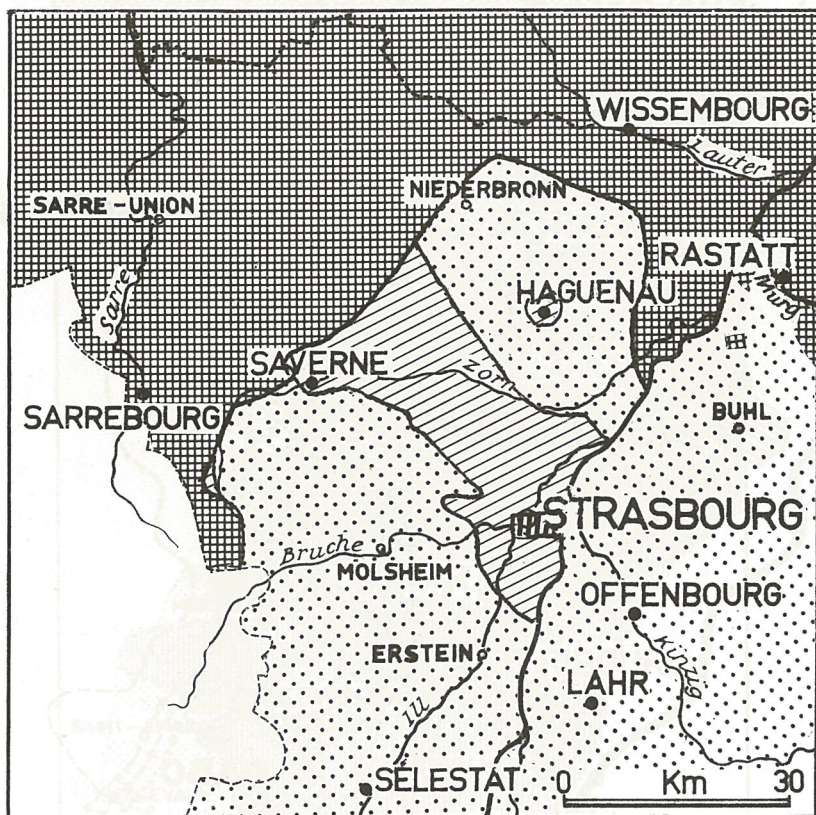 WISSEMBOURG
Lauter
NIEDERBRONN
SARRE-UNION
RASTATT
Murg
HAGUENAU
Sarre
SAVERNE
Zorn
SARREBOURG
BUHL
STRASBOURG
Bruche
MOLSHEIM
OFFENBOURG
ERSTEIN
Kinzig
LAHR
Ill
SELESTAT
0 Km 30